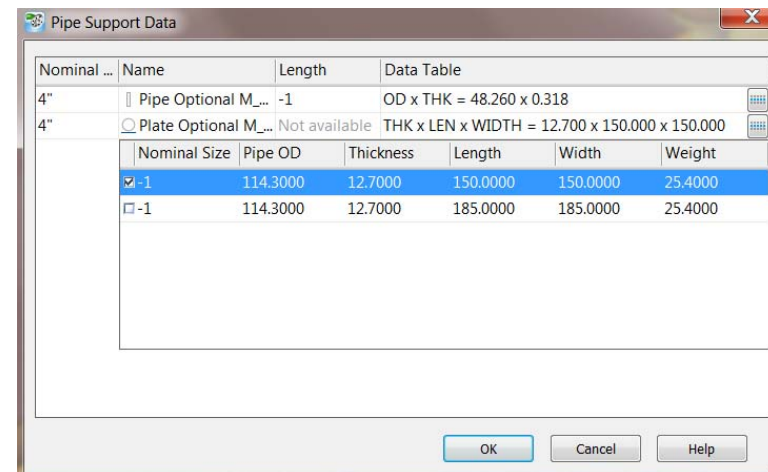 Pipe Support Data
Nominal ... Name Length Data Table
4" Pipe Optional M_... -1 OD x THK = 48.260 x 0.318
4" Plate Optional M_... Not available THK x LEN x WIDTH = 12.700 x 150.000 x 150.000
Nominal Size Pipe OD Thickness Length Width Weight
-1 114.3000 12.7000 150.0000 150.0000 25.4000
-1 114.3000 12.7000 185.0000 185.0000 25.4000
OK Cancel Help